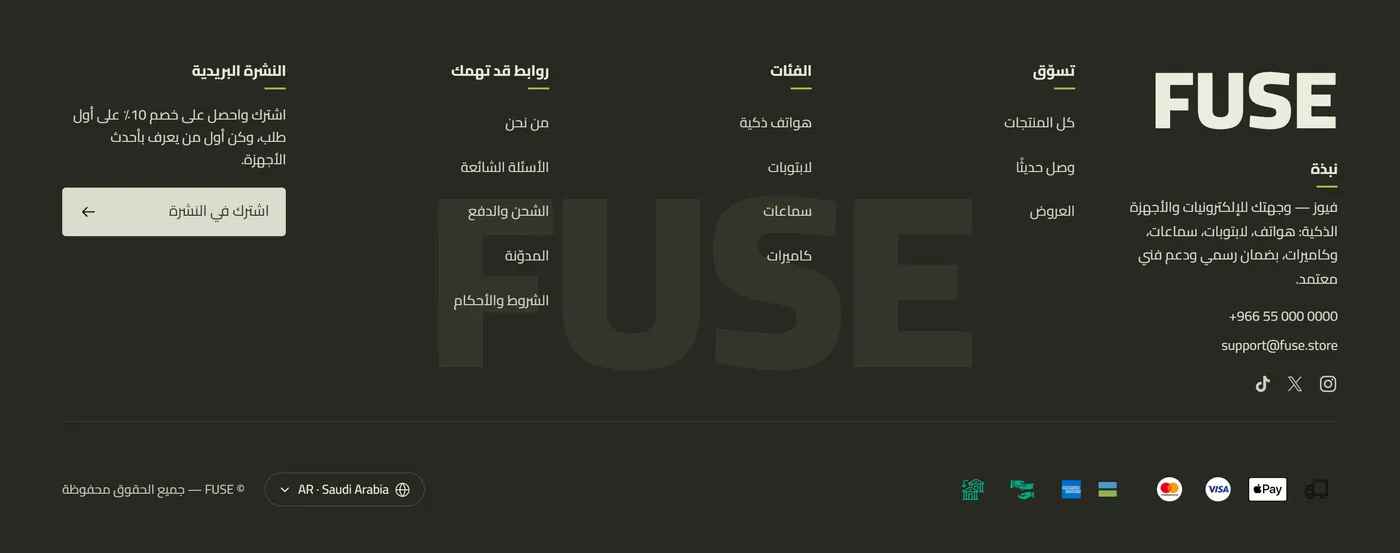 FUSE
نبذة
فيوز — وجهتك للإلكترونيات والأجهزة
الذكية: هواتف، لابتوبات، سماعات،
وكاميرات، بضمان رسمي ودعم فني
معتمد.
+966 55 000 0000
support@fuse.store
تسوّق
كل المنتجات
وصل حديثًا
العروض
الفئات
هواتف ذكية
لابتوبات
سماعات
كاميرات
روابط قد تهمك
من نحن
الأسئلة الشائعة
الشحن والدفع
المدوّنة
الشروط والأحكام
النشرة البريدية
اشترك واحصل على خصم 10٪ على أول
طلب، وكن أول من يعرف بأحدث
الأجهزة.
اشترك في النشرة
FUSE
Pay
VISA
AR · Saudi Arabia
© FUSE — جميع الحقوق محفوظة